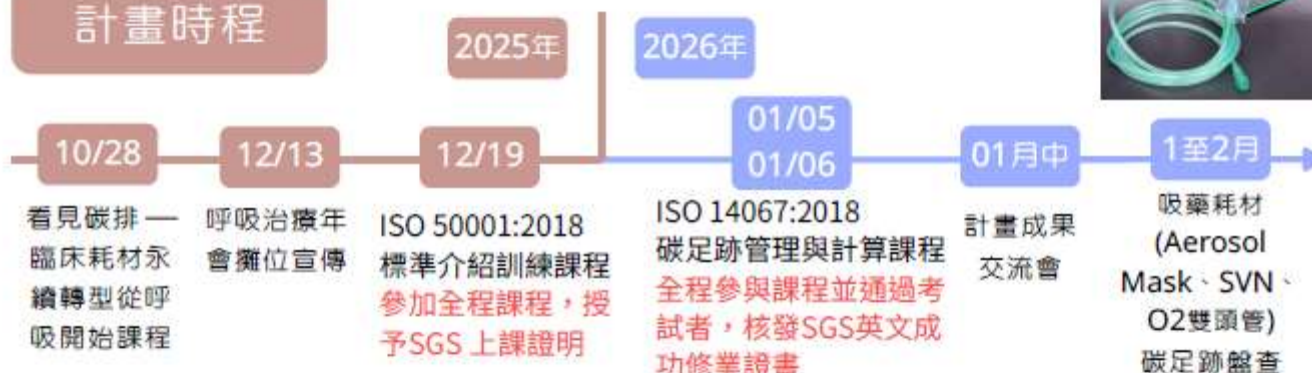 計畫時程
2025年
2026年
10/28
看見碳排 —
臨床耗材永
續轉型從呼
吸開始課程
12/13
呼吸治療年
會攤位宣傳
12/19
ISO 50001:2018
標準介紹訓練課程
參加全程課程，授
予SGS 上課證明
01/05
01/06
ISO 14067:2018
碳足跡管理與計算課程
全程參與課程並通過考
試者，核發SGS英文成
功修業證書
01月中
計畫成果
交流會
1至2月
吸藥耗材
(Aerosol
Mask、SVN、
O2雙頭管)
碳足跡盤查